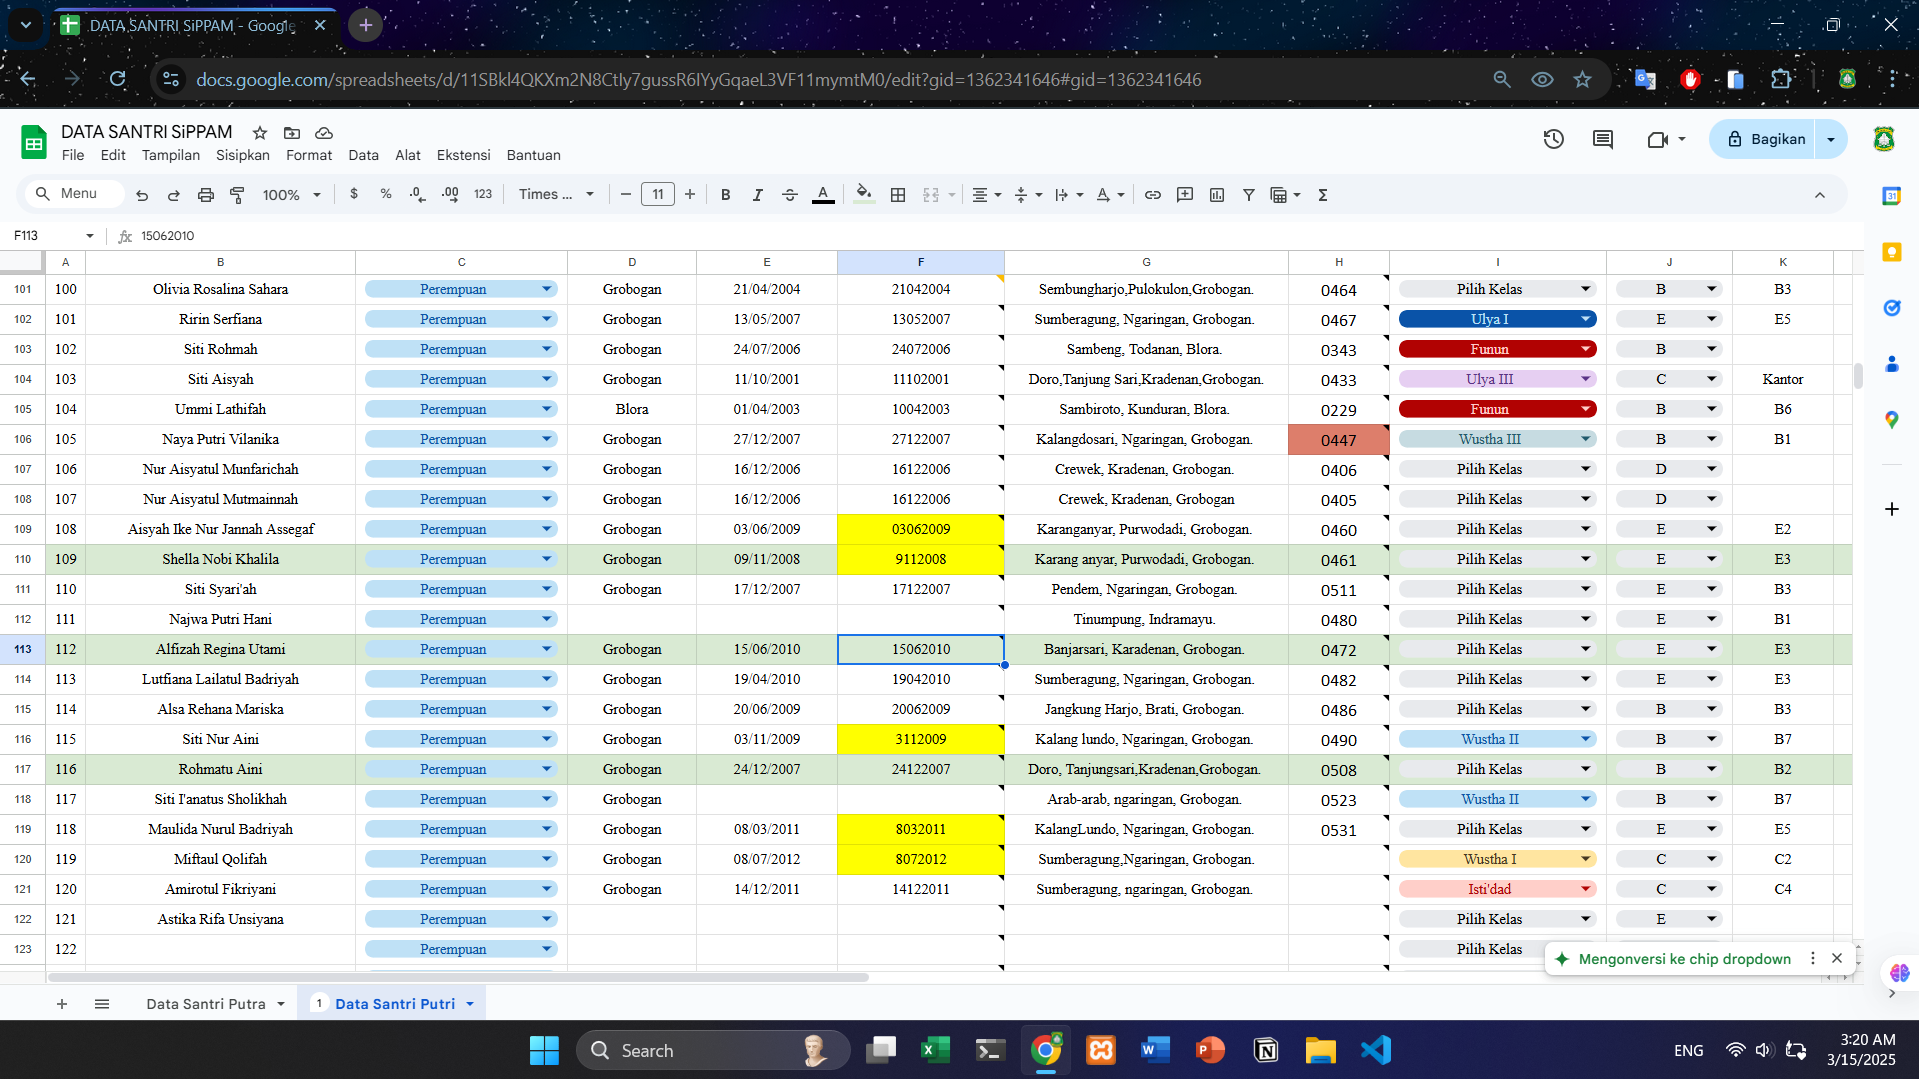 DATA SANTRI SiPPAM - Google
docs.google.com/spreadsheets/d/11SBkl4QKXm2N8Ctly7gussR6lYyGqaeL3VF11mymtM0/edit?gid=1362341646#gid=1362341646
DATA SANTRI SiPPAM
File Edit Tampilan Sisipkan Format Data Alat Ekstensi Bantuan
Bagikan
Menu 100% $ % .0 .00 123 Times ... 11 B I A
F113 fx 15062010
A B C D E F G H I J K
101 100 Olivia Rosalina Sahara Perempuan Grobogan 21/04/2004 21042004 Sembungharjo,Pulokulon,Grobogan. 0464 Pilih Kelas B B3
102 101 Ririn Serfiana Perempuan Grobogan 13/05/2007 13052007 Sumberagung, Ngaringan, Grobogan. 0467 Ulya I E E5
103 102 Siti Rohmah Perempuan Grobogan 24/07/2006 24072006 Sambeng, Todanan, Blora. 0343 Funun B
104 103 Siti Aisyah Perempuan Grobogan 11/10/2001 11102001 Doro,Tanjung Sari,Kradenan,Grobogan. 0433 Ulya III C Kantor
105 104 Ummi Lathifah Perempuan Blora 01/04/2003 10042003 Sambiroto, Kunduran, Blora. 0229 Funun B B6
106 105 Naya Putri Vilanika Perempuan Grobogan 27/12/2007 27122007 Kalangdosari, Ngaringan, Grobogan. 0447 Wustha III B B1
107 106 Nur Aisyatul Munfarichah Perempuan Grobogan 16/12/2006 16122006 Crewek, Kradenan, Grobogan. 0406 Pilih Kelas D
108 107 Nur Aisyatul Mutmainnah Perempuan Grobogan 16/12/2006 16122006 Crewek, Kradenan, Grobogan 0405 Pilih Kelas D
109 108 Aisyah Ike Nur Jannah Assegaf Perempuan Grobogan 03/06/2009 03062009 Karanganyar, Purwodadi, Grobogan. 0460 Pilih Kelas E E2
110 109 Shella Nobi Khalila Perempuan Grobogan 09/11/2008 9112008 Karang anyar, Purwodadi, Grobogan. 0461 Pilih Kelas E E3
111 110 Siti Syari'ah Perempuan Grobogan 17/12/2007 17122007 Pendem, Ngaringan, Grobogan. 0511 Pilih Kelas E B3
112 111 Najwa Putri Hani Perempuan Tinumpung, Indramayu. 0480 Pilih Kelas E B1
113 112 Alfizah Regina Utami Perempuan Grobogan 15/06/2010 15062010 Banjarsari, Karadenan, Grobogan. 0472 Pilih Kelas E E3
114 113 Lutfiana Lailatul Badriyah Perempuan Grobogan 19/04/2010 19042010 Sumberagung, Ngaringan, Grobogan. 0482 Pilih Kelas E E3
115 114 Alsa Rehana Mariska Perempuan Grobogan 20/06/2009 20062009 Jangkung Harjo, Brati, Grobogan. 0486 Pilih Kelas B B3
116 115 Siti Nur Aini Perempuan Grobogan 03/11/2009 3112009 Kalang lundo, Ngaringan, Grobogan. 0490 Wustha II B B7
117 116 Rohmatu Aini Perempuan Grobogan 24/12/2007 24122007 Doro, Tanjungsari,Kradenan,Grobogan. 0508 Pilih Kelas B B2
118 117 Siti I'anatus Sholikhah Perempuan Grobogan Arab-arab, ngaringan, Grobogan. 0523 Wustha II B B7
119 118 Maulida Nurul Badriyah Perempuan Grobogan 08/03/2011 8032011 KalangLundo, Ngaringan, Grobogan. 0531 Pilih Kelas E E5
120 119 Miftaul Qolifah Perempuan Grobogan 08/07/2012 8072012 Sumberagung,Ngaringan, Grobogan. Wustha I C C2
121 120 Amirotul Fikriyani Perempuan Grobogan 14/12/2011 14122011 Sumberagung, ngaringan, Grobogan. Isti'dad C C4
122 121 Astika Rifa Unsiyana Perempuan Pilih Kelas E
123 122 Perempuan Pilih Kelas
Mengonversi ke chip dropdown
Data Santri Putra 1 Data Santri Putri
Search
ENG
3:20 AM
3/15/2025